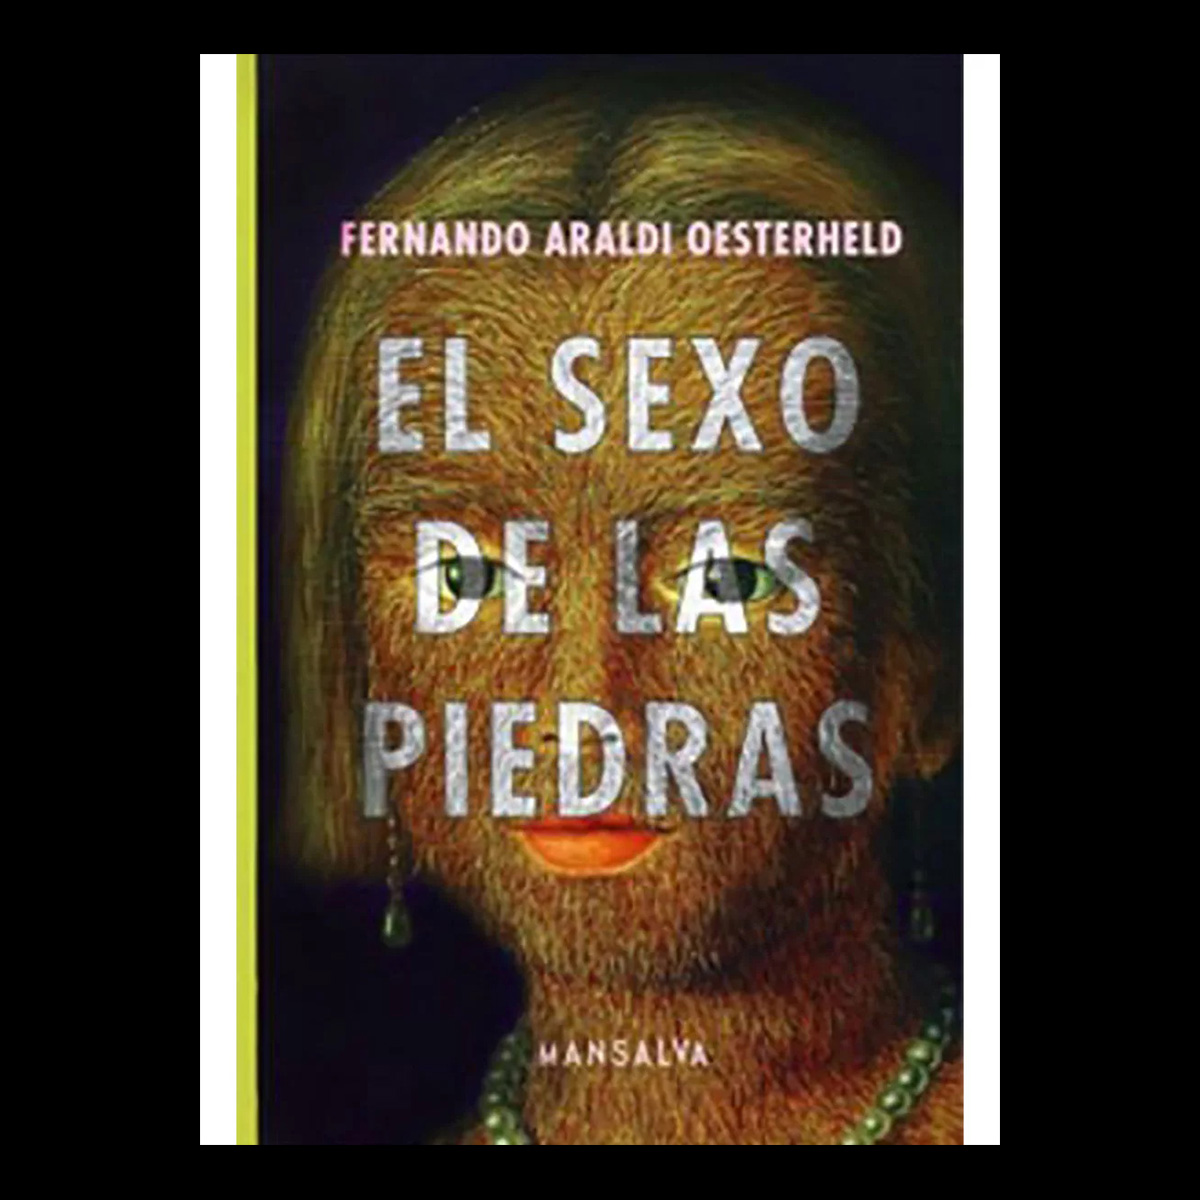 FERNANDO ARALDI OESTERHELD
EL SEXO
DE LAS
PIEDRAS
MANSALVA